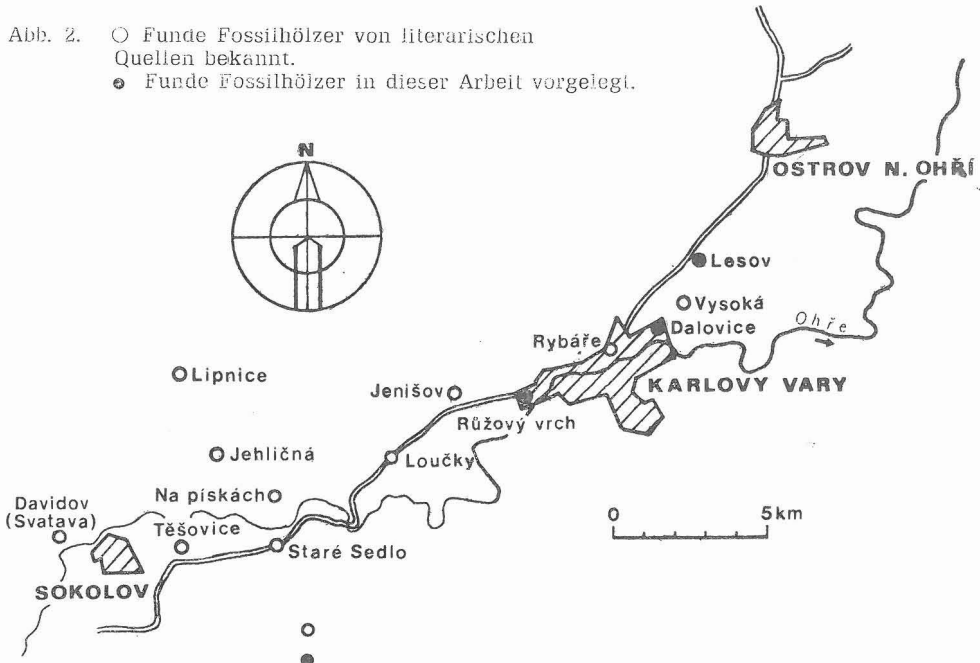 Abb. 2. ○ Funde Fossilhölzer von literarischen
Quellen bekannt.
● Funde Fossilhölzer in dieser Arbeit vorgelegt.
N
OSTROV N. OHŘÍ
Lesov
Vysoká
Ohře
Dalovice
Rybáře
KARLOVY VARY
Lipnice
Jenišov
Růžový vrch
Jehličná
Loučky
Na pískách
Davidov
(Svatava)
Těšovice
0 5km
Staré Sedlo
SOKOLOV